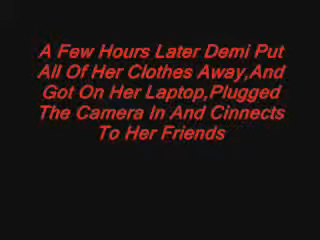 A Few Hours Later Demi Put
All Of Her Clothes Away,And
Got On Her Laptop,Plugged
The Camera In And Cinnects
To Her Friends